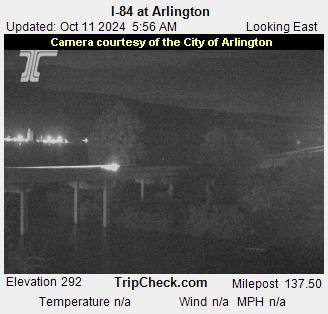 I-84 at Arlington
Updated: Oct 11 2024 5:56 AM Looking East
Camera courtesy of the City of Arlington
Elevation 292 TripCheck.com Milepost 137.50
Temperature n/a Wind n/a MPH n/a